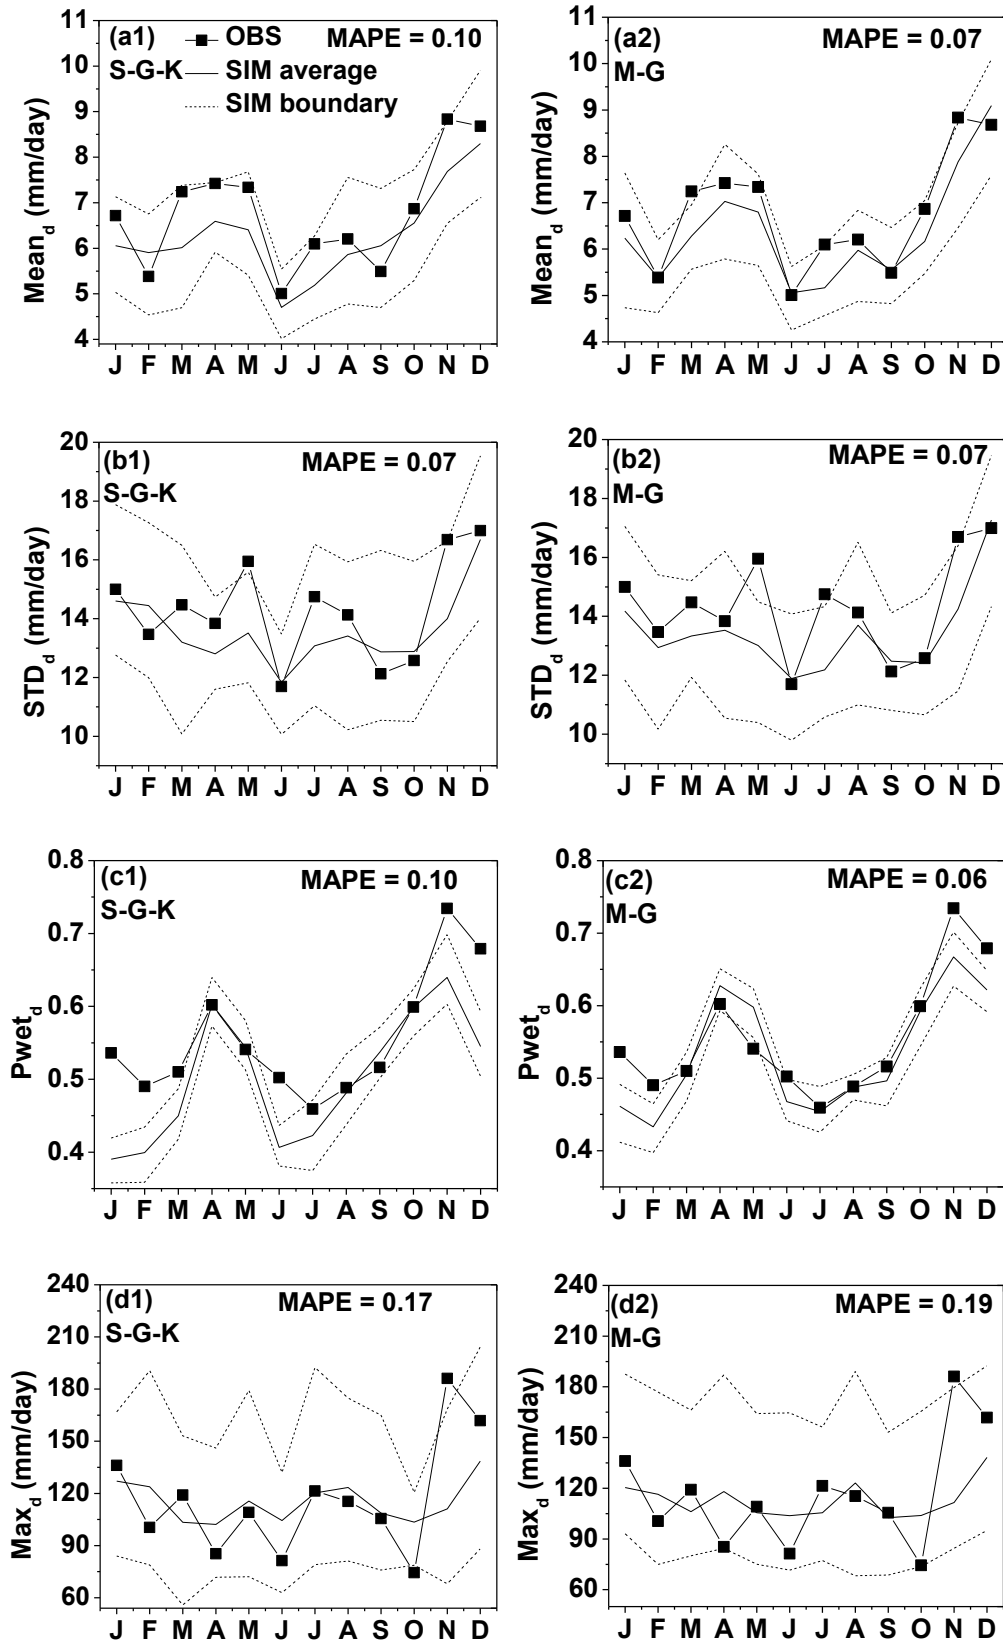 (a1) OBS MAPE = 0.10
S-G-K SIM average
SIM boundary
Mean_d (mm/day)
11
10
9
8
7
6
5
4
J F M A M J J A S O N D
(a2) MAPE = 0.07
M-G
Mean_d (mm/day)
11
10
9
8
7
6
5
4
J F M A M J J A S O N D
(b1) MAPE = 0.07
S-G-K
STD_d (mm/day)
20
18
16
14
12
10
J F M A M J J A S O N D
(b2) MAPE = 0.07
M-G
STD_d (mm/day)
20
18
16
14
12
10
J F M A M J J A S O N D
(c1) MAPE = 0.10
S-G-K
Pwet_d
0.8
0.7
0.6
0.5
0.4
J F M A M J J A S O N D
(c2) MAPE = 0.06
M-G
Pwet_d
0.8
0.7
0.6
0.5
0.4
J F M A M J J A S O N D
(d1) MAPE = 0.17
S-G-K
Max_d (mm/day)
240
210
180
150
120
90
60
J F M A M J J A S O N D
(d2) MAPE = 0.19
M-G
Max_d (mm/day)
240
210
180
150
120
90
60
J F M A M J J A S O N D